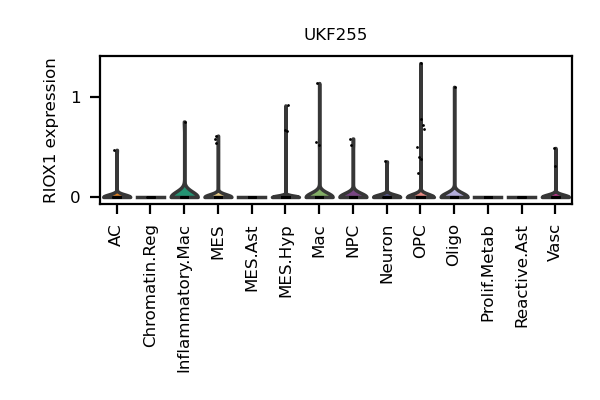 UKF255
RIOX1 expression
1
0
AC
Chromatin.Reg
Inflammatory.Mac
MES
MES.Ast
MES.Hyp
Mac
NPC
Neuron
OPC
Oligo
Prolif.Metab
Reactive.Ast
Vasc